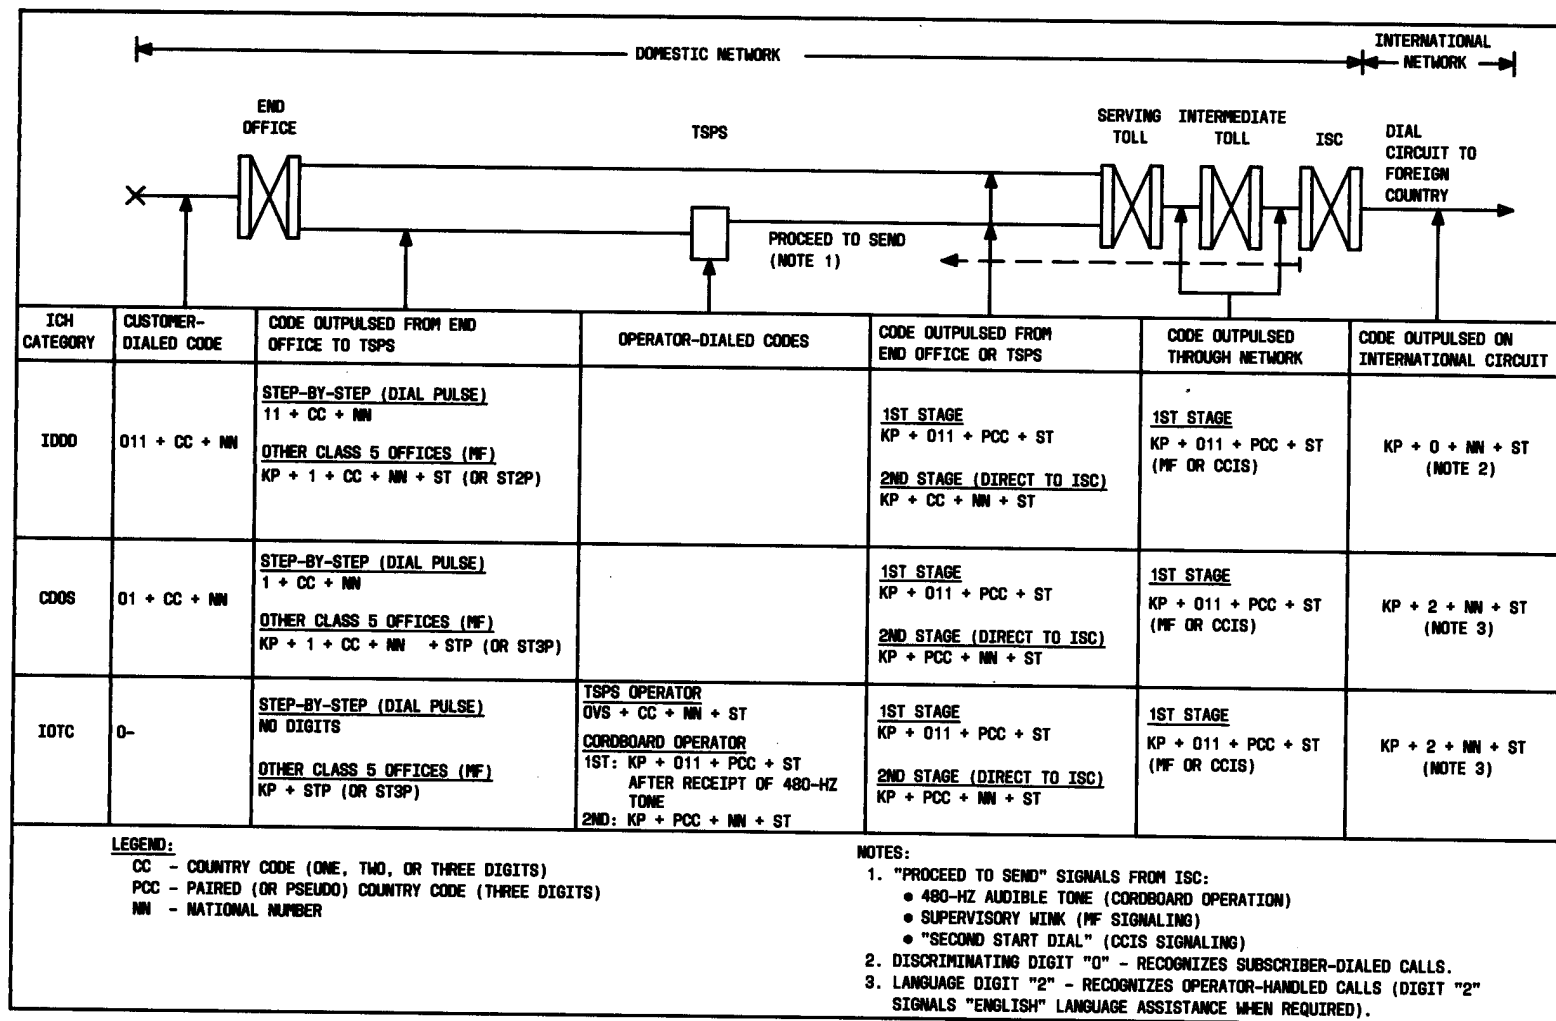 DOMESTIC NETWORK
INTERNATIONAL
NETWORK
END
OFFICE
TSPS
SERVING
TOLL
INTERMEDIATE
TOLL
ISC
DIAL
CIRCUIT TO
FOREIGN
COUNTRY
PROCEED TO SEND
(NOTE 1)
ICH
CATEGORY
CUSTOMER-
DIALED CODE
CODE OUTPULSED FROM END
OFFICE TO TSPS
OPERATOR-DIALED CODES
CODE OUTPULSED FROM
END OFFICE OR TSPS
CODE OUTPULSED
THROUGH NETWORK
CODE OUTPULSED ON
INTERNATIONAL CIRCUIT
IDDD
011 + CC + NN
STEP-BY-STEP (DIAL PULSE)
11 + CC + NN
OTHER CLASS 5 OFFICES (MF)
KP + 1 + CC + NN + ST (OR ST2P)
1ST STAGE
KP + 011 + PCC + ST
2ND STAGE (DIRECT TO ISC)
KP + CC + NN + ST
1ST STAGE
KP + 011 + PCC + ST
(MF OR CCIS)
KP + 0 + NN + ST
(NOTE 2)
CDOS
01 + CC + NN
STEP-BY-STEP (DIAL PULSE)
1 + CC + NN
OTHER CLASS 5 OFFICES (MF)
KP + 1 + CC + NN + STP (OR ST3P)
1ST STAGE
KP + 011 + PCC + ST
2ND STAGE (DIRECT TO ISC)
KP + PCC + NN + ST
1ST STAGE
KP + 011 + PCC + ST
(MF OR CCIS)
KP + 2 + NN + ST
(NOTE 3)
IOTC
0-
STEP-BY-STEP (DIAL PULSE)
NO DIGITS
OTHER CLASS 5 OFFICES (MF)
KP + STP (OR ST3P)
TSPS OPERATOR
OVS + CC + NN + ST
CORDBOARD OPERATOR
1ST: KP + 011 + PCC + ST
AFTER RECEIPT OF 480-HZ
TONE
2ND: KP + PCC + NN + ST
1ST STAGE
KP + 011 + PCC + ST
2ND STAGE (DIRECT TO ISC)
KP + PCC + NN + ST
1ST STAGE
KP + 011 + PCC + ST
(MF OR CCIS)
KP + 2 + NN + ST
(NOTE 3)
LEGEND:
CC - COUNTRY CODE (ONE, TWO, OR THREE DIGITS)
PCC - PAIRED (OR PSEUDO) COUNTRY CODE (THREE DIGITS)
NN - NATIONAL NUMBER
NOTES:
1. "PROCEED TO SEND" SIGNALS FROM ISC:
• 480-HZ AUDIBLE TONE (CORDBOARD OPERATION)
• SUPERVISORY WINK (MF SIGNALING)
• "SECOND START DIAL" (CCIS SIGNALING)
2. DISCRIMINATING DIGIT "0" - RECOGNIZES SUBSCRIBER-DIALED CALLS.
3. LANGUAGE DIGIT "2" - RECOGNIZES OPERATOR-HANDLED CALLS (DIGIT "2"
SIGNALS "ENGLISH" LANGUAGE ASSISTANCE WHEN REQUIRED).